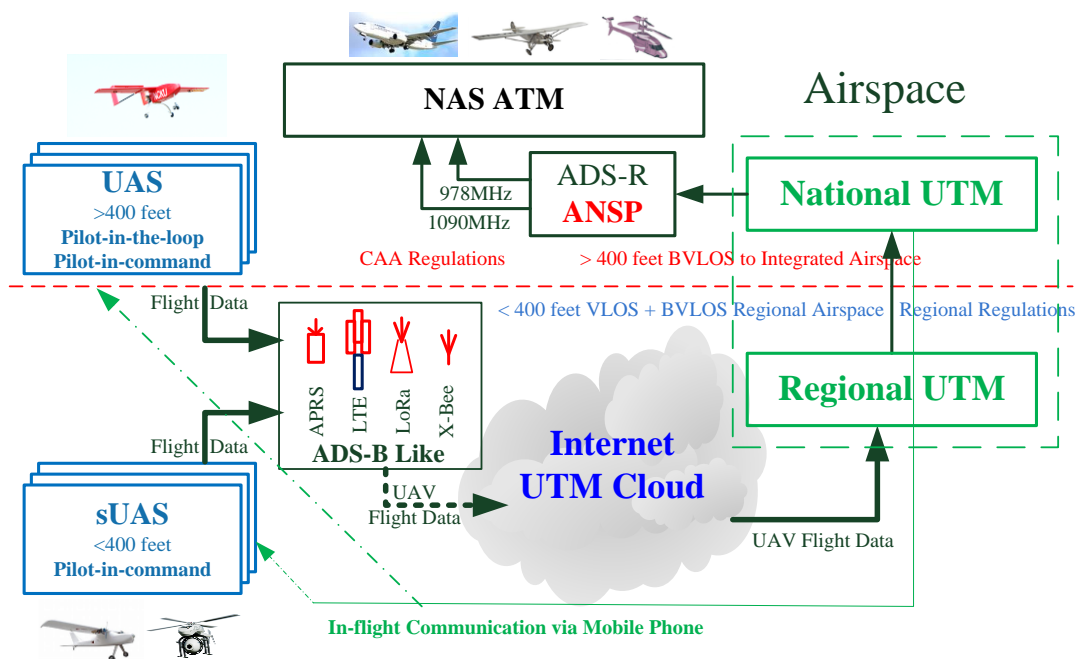 NAS ATM
Airspace
UAS
>400 feet
Pilot-in-the-loop
Pilot-in-command
978MHz
1090MHz
ADS-R
ANSP
National UTM
CAA Regulations
> 400 feet BVLOS to Integrated Airspace
Flight Data
< 400 feet VLOS + BVLOS Regional Airspace
Regional Regulations
APRS
LTE
LoRa
X-Bee
ADS-B Like
Regional UTM
Flight Data
Internet
UTM Cloud
UAV
Flight Data
sUAS
<400 feet
Pilot-in-command
UAV Flight Data
In-flight Communication via Mobile Phone